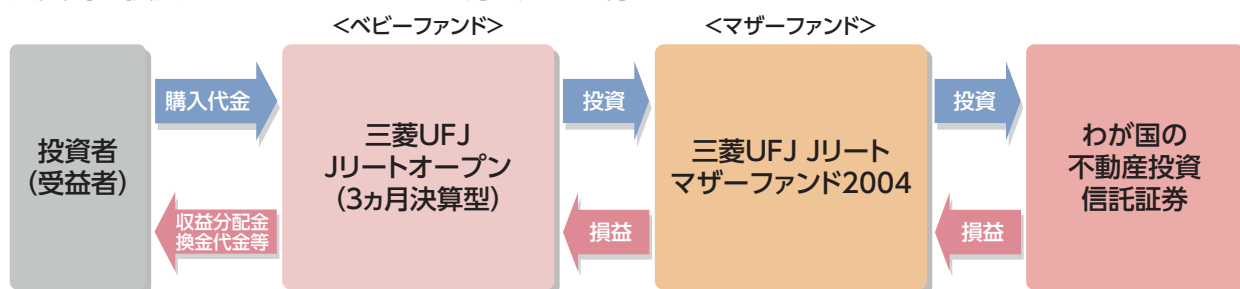 <ベビーファンド>
<マザーファンド>
投資者
(受益者)
購入代金
収益分配金
換金代金等
三菱UFJ
Jリートオープン
(3ヵ月決算型)
投資
損益
三菱UFJ Jリート
マザーファンド2004
投資
損益
わが国の
不動産投資
信託証券